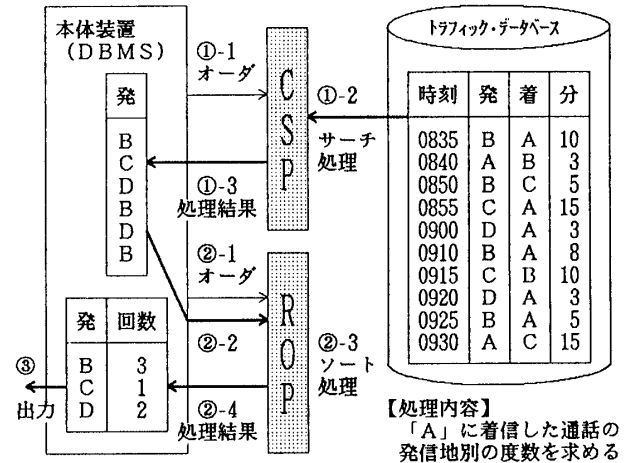 本体装置
(DBMS)
発
B
C
D
B
D
B
①-1
オーダ
CSP
①-2
サーチ
処理
①-3
処理結果
②-1
オーダ
②-2
ROP
②-3
ソート
処理
②-4
処理結果
発 回数
B 3
C 1
D 2
③
出力
トラフィック・データベース
時刻 発 着 分
0835 B A 10
0840 A B 3
0850 B C 5
0855 C A 15
0900 D A 3
0910 B A 8
0915 C B 10
0920 D A 3
0925 B A 5
0930 A C 15
【処理内容】
「A」に着信した通話の
発信地別の度数を求める